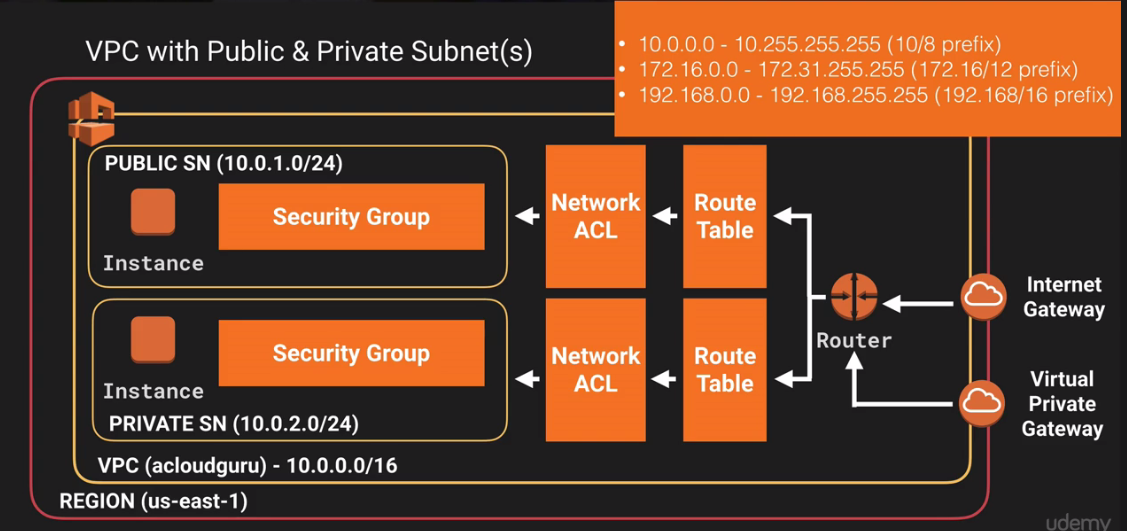 VPC with Public & Private Subnet(s)
• 10.0.0.0 - 10.255.255.255 (10/8 prefix)
• 172.16.0.0 - 172.31.255.255 (172.16/12 prefix)
• 192.168.0.0 - 192.168.255.255 (192.168/16 prefix)
PUBLIC SN (10.0.1.0/24)
Instance
Security Group
Network
ACL
Route
Table
Instance
Security Group
PRIVATE SN (10.0.2.0/24)
Network
ACL
Route
Table
Router
Internet
Gateway
Virtual
Private
Gateway
VPC (acloudguru) - 10.0.0.0/16
REGION (us-east-1)
udemy